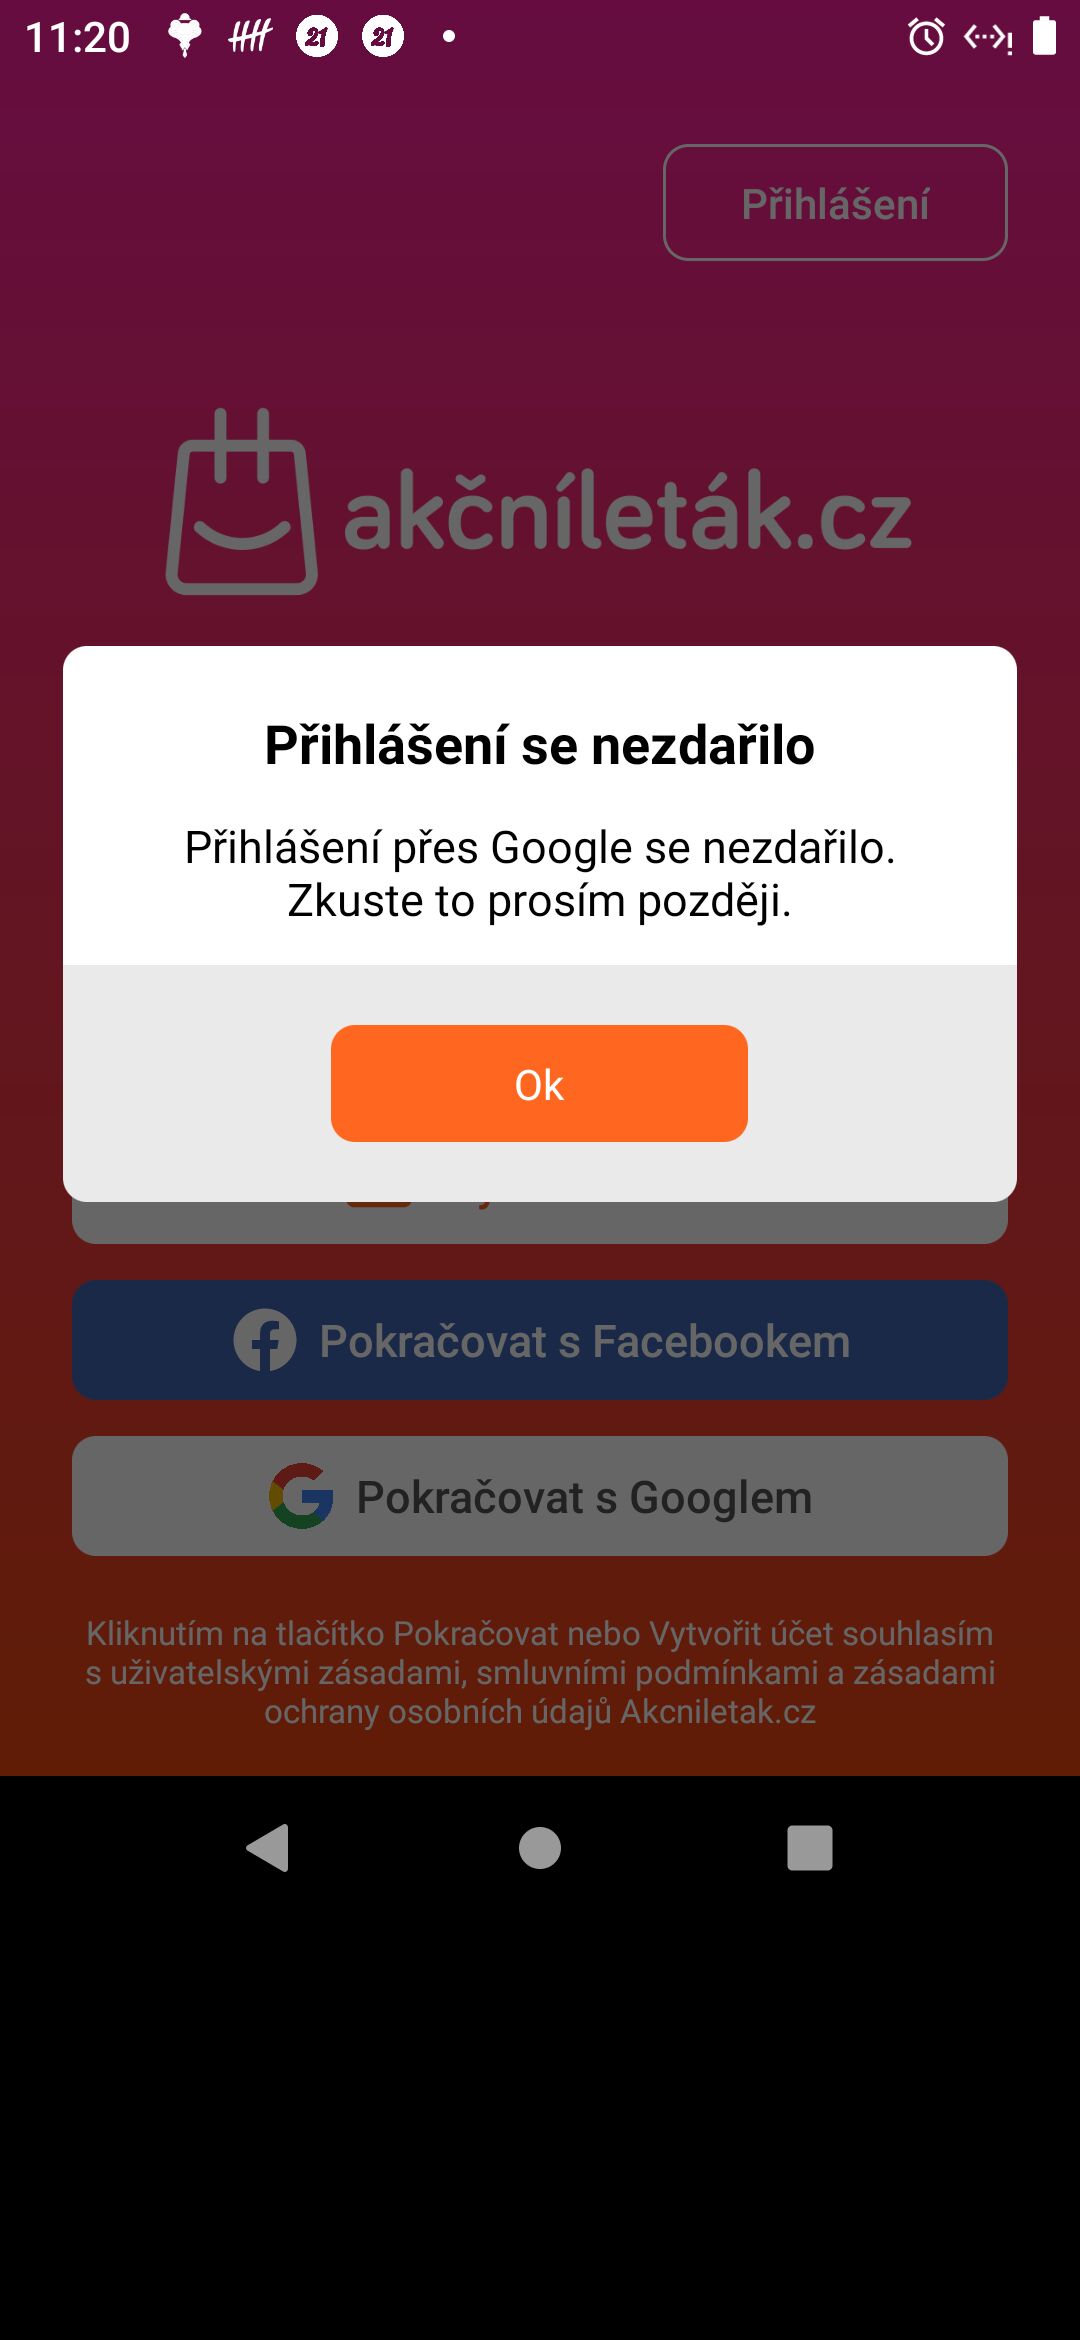 11:20
21
21
Přihlášení
akčníleták.cz
Přihlášení se nezdařilo
Přihlášení přes Google se nezdařilo.
Zkuste to prosím později.
Ok
Pokračovat s Facebookem
Pokračovat s Googlem
Kliknutím na tlačítko Pokračovat nebo Vytvořit účet souhlasím
s uživatelskými zásadami, smluvními podmínkami a zásadami
ochrany osobních údajů Akcniletak.cz